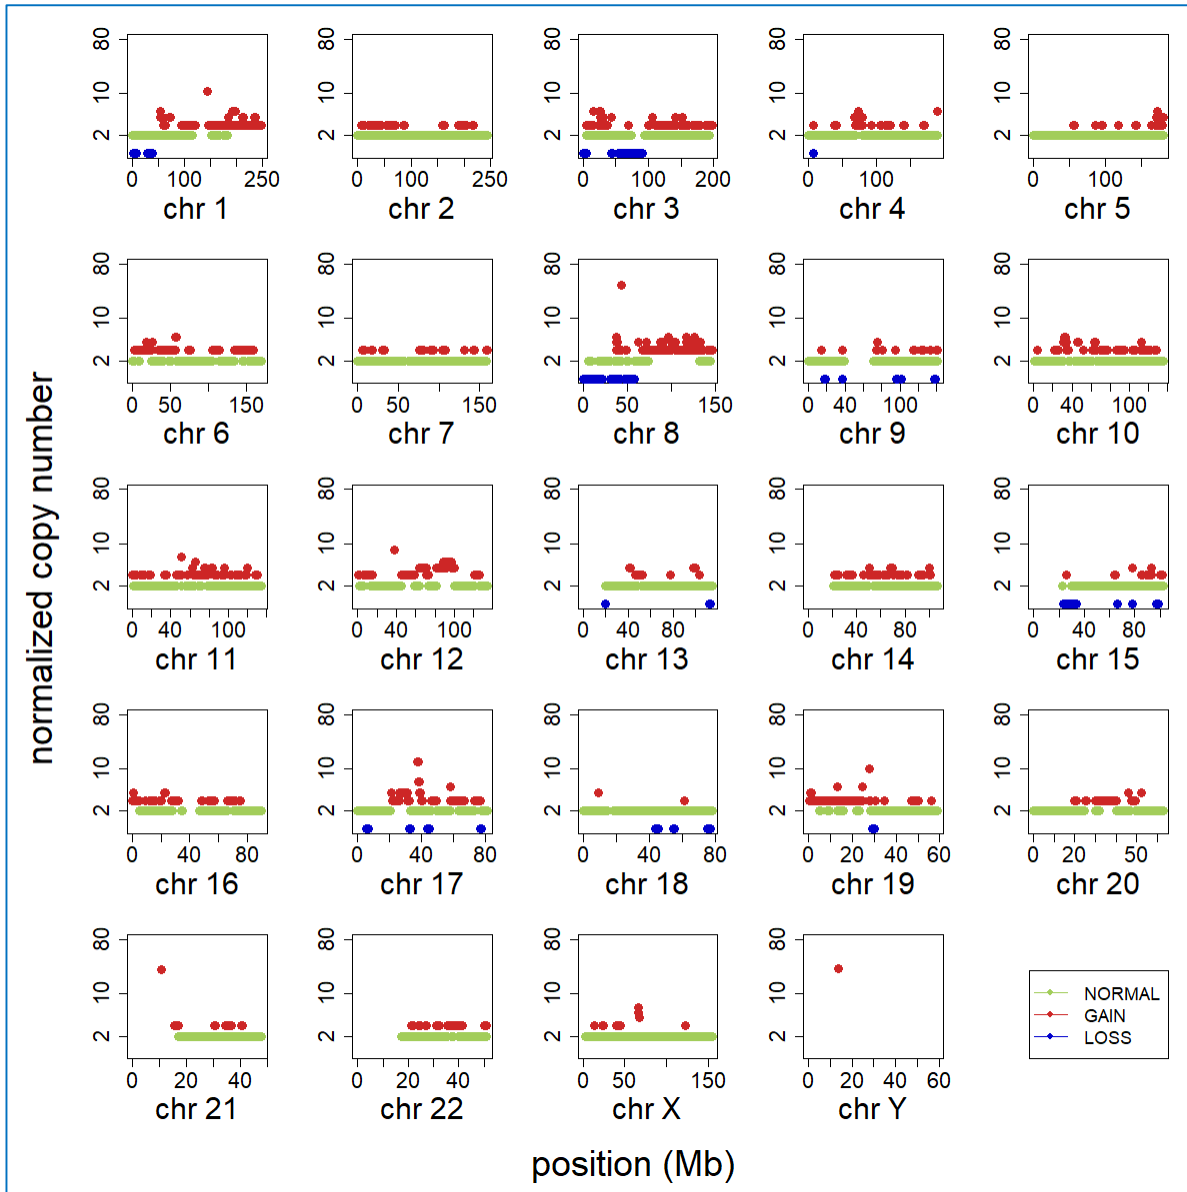 80 10 2 80 10 2 80 10 2 80 10 2 80 10 2
0 100 250 0 100 250 0 100 200 0 100 0 100
chr 1 chr 2 chr 3 chr 4 chr 5
80 10 2 80 10 2 80 10 2 80 10 2 80 10 2
0 50 150 0 50 150 0 50 150 0 40 100 0 40 100
chr 6 chr 7 chr 8 chr 9 chr 10
normalized copy number
80 10 2 80 10 2 80 10 2 80 10 2 80 10 2
0 40 100 0 40 100 0 40 80 0 40 80 0 40 80
chr 11 chr 12 chr 13 chr 14 chr 15
80 10 2 80 10 2 80 10 2 80 10 2 80 10 2
0 40 80 0 40 80 0 40 80 0 20 40 60 0 20 50
chr 16 chr 17 chr 18 chr 19 chr 20
80 10 2 80 10 2 80 10 2 80 10 2
NORMAL
GAIN
LOSS
0 20 40 0 20 40 0 50 150 0 20 40 60
chr 21 chr 22 chr X chr Y
position (Mb)